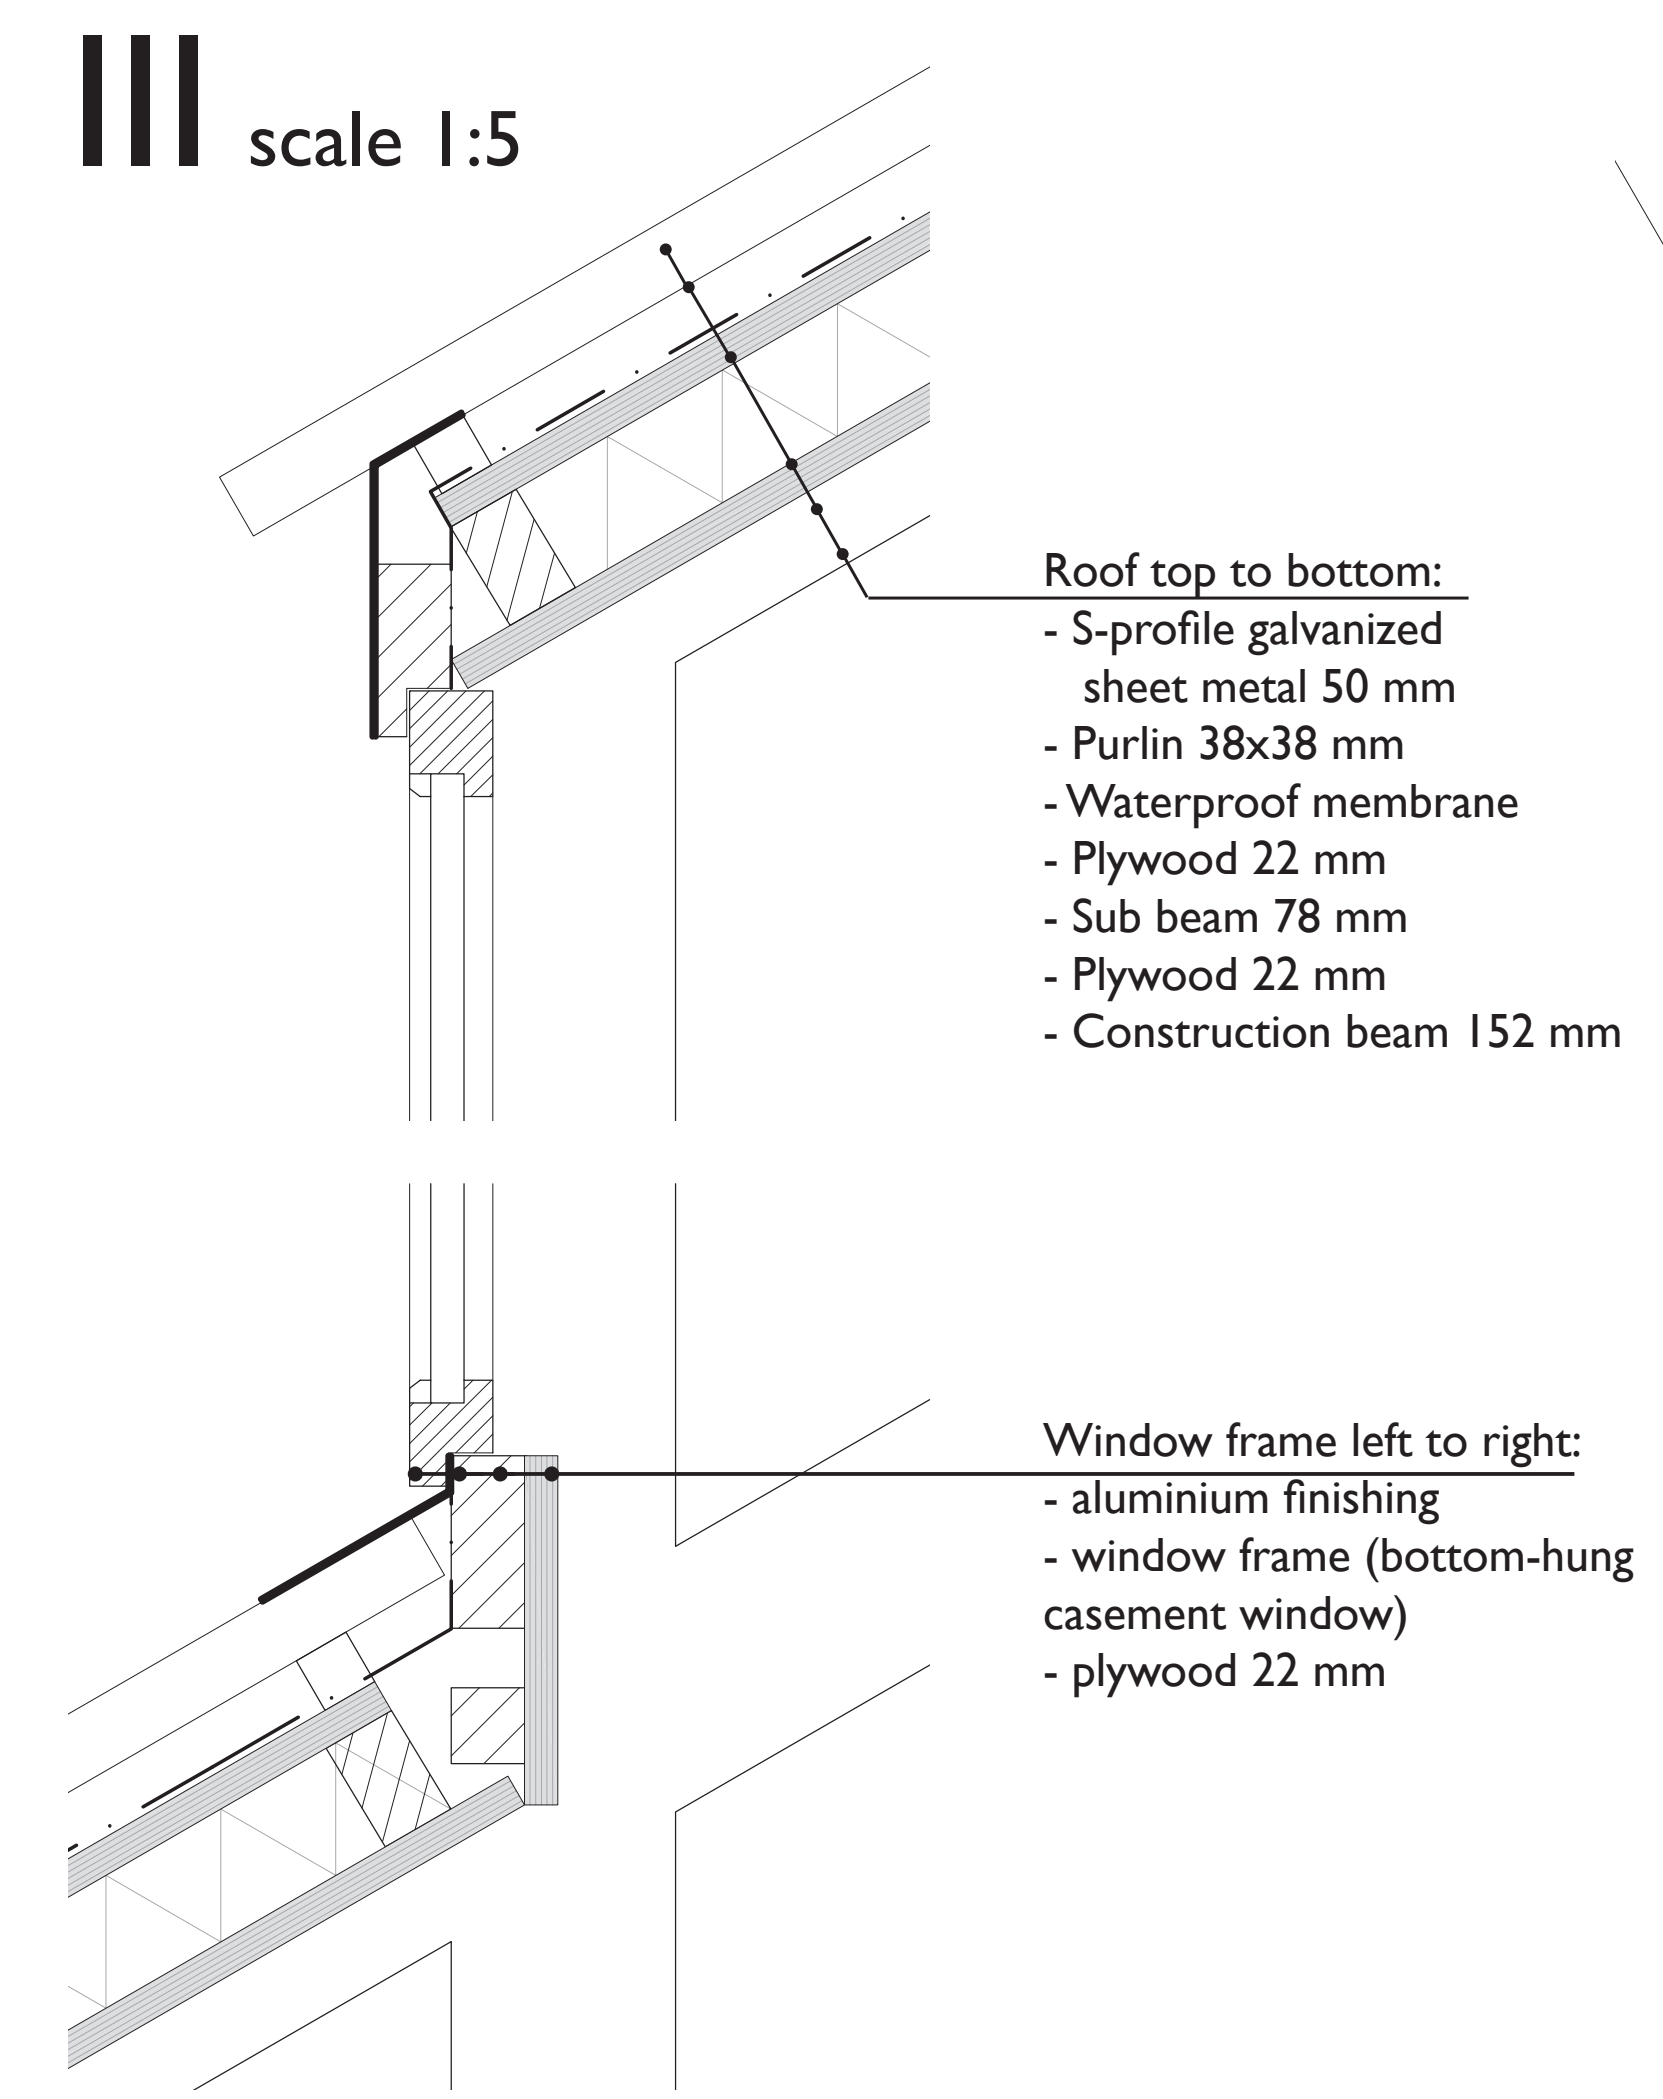 III scale 1:5
Roof top to bottom:
- S-profile galvanized
sheet metal 50 mm
- Purlin 38x38 mm
- Waterproof membrane
- Plywood 22 mm
- Sub beam 78 mm
- Plywood 22 mm
- Construction beam 152 mm
Window frame left to right:
- aluminium finishing
- window frame (bottom-hung
casement window)
- plywood 22 mm